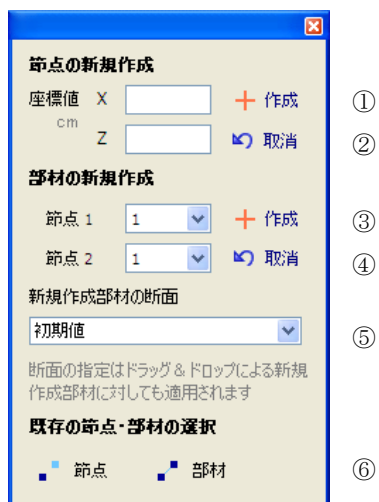 節点の新規作成
座標値 X 作成 ①
cm
Z 取消 ②
部材の新規作成
節点 1 1 作成 ③
節点 2 1 取消 ④
新規作成部材の断面
初期値 ⑤
断面の指定はドラッグ&ドロップによる新規
作成部材に対しても適用されます
既存の節点・部材の選択
節点 部材 ⑥